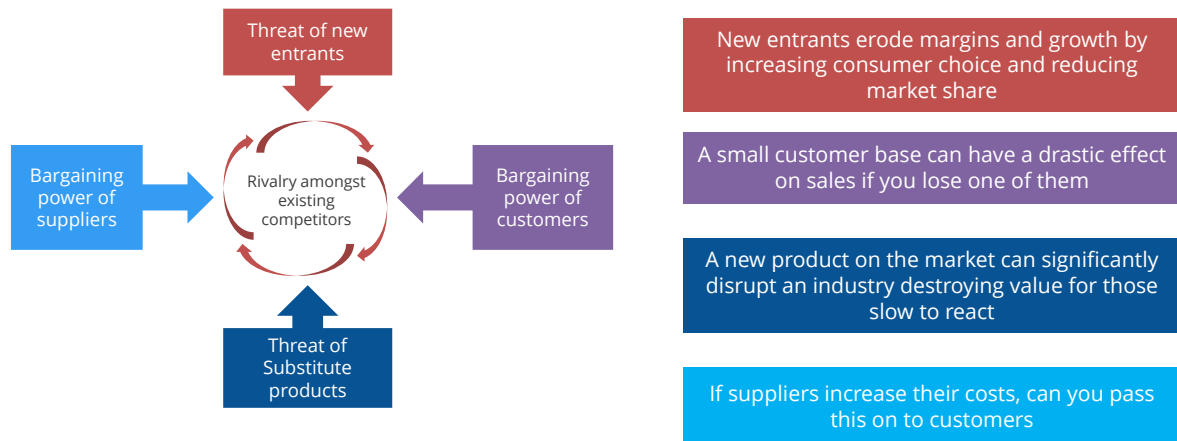 Threat of new
entrants
Bargaining
power of
suppliers
Rivalry amongst
existing
competitors
Bargaining
power of
customers
Threat of
Substitute
products
New entrants erode margins and growth by
increasing consumer choice and reducing
market share
A small customer base can have a drastic effect
on sales if you lose one of them
A new product on the market can significantly
disrupt an industry destroying value for those
slow to react
If suppliers increase their costs, can you pass
this on to customers